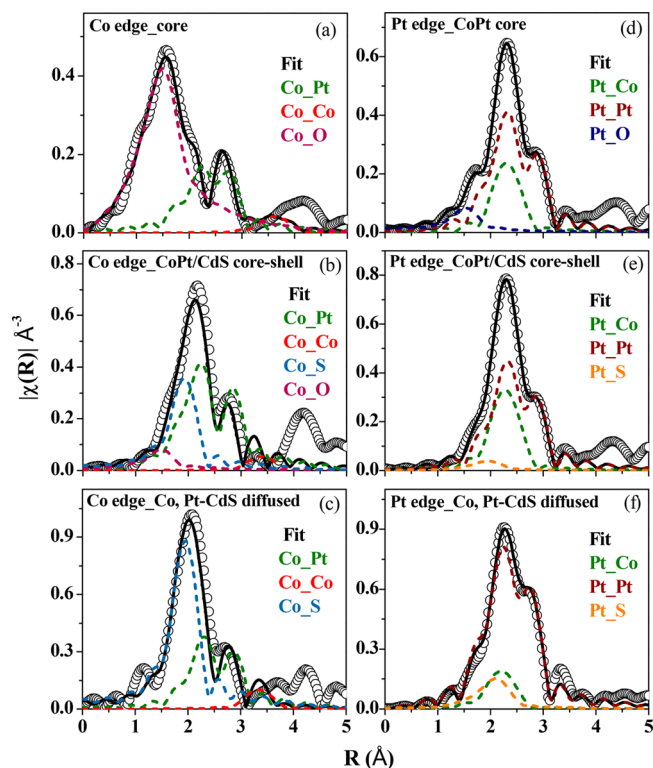 Co edge_core
(a)
Fit
Co_Pt
Co_Co
Co_O
0.4
0.2
0.0
Pt edge_CoPt core
(d)
Fit
Pt_Co
Pt_Pt
Pt_O
0.6
0.4
0.2
0.0
Co edge_CoPt/CdS core-shell
(b)
Fit
Co_Pt
Co_Co
Co_S
Co_O
0.8
0.6
0.4
0.2
0.0
Pt edge_CoPt/CdS core-shell
(e)
Fit
Pt_Co
Pt_Pt
Pt_S
0.8
0.6
0.4
0.2
0.0
Co edge_Co, Pt-CdS diffused
(c)
Fit
Co_Pt
Co_Co
Co_S
0.9
0.6
0.3
0.0
0 1 2 3 4 5
Pt edge_Co, Pt-CdS diffused
(f)
Fit
Pt_Co
Pt_Pt
Pt_S
0.9
0.6
0.3
0.0
0 1 2 3 4 5
|χ(R)| Å⁻³
R (Å)